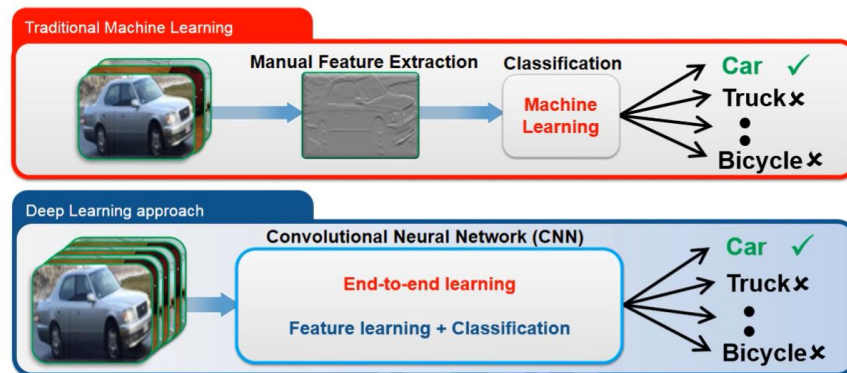 Traditional Machine Learning
Manual Feature Extraction
Classification
Machine
Learning
Car ✓
Truck ✗
Bicycle ✗
Deep Learning approach
Convolutional Neural Network (CNN)
End-to-end learning
Feature learning + Classification
Car ✓
Truck ✗
Bicycle ✗